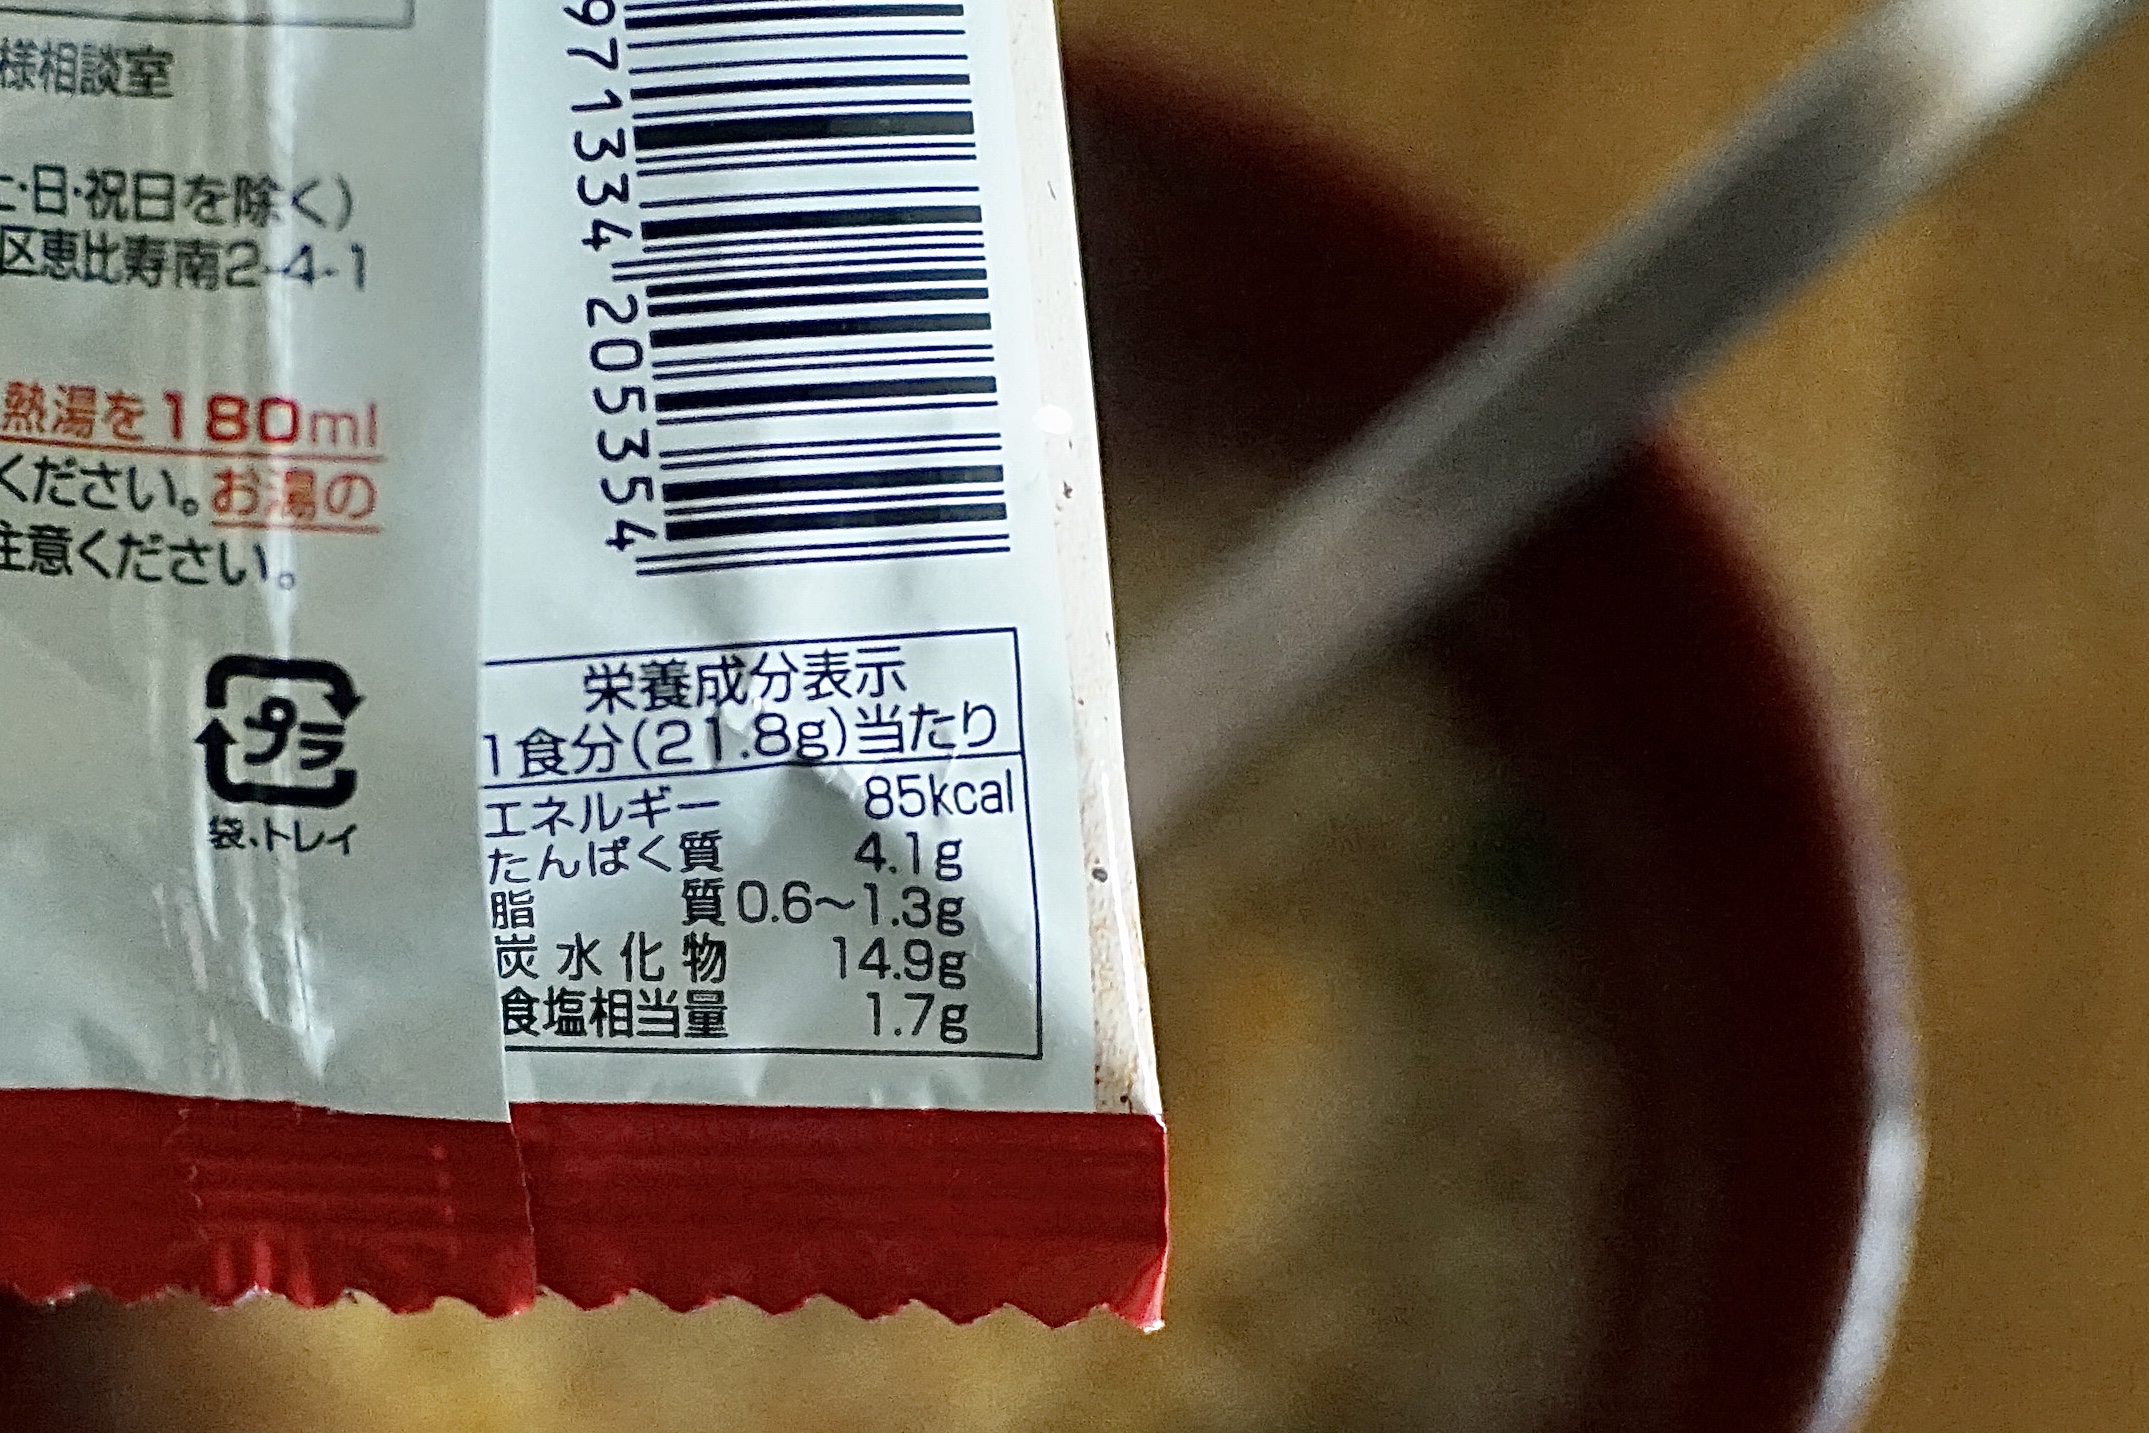 様相談室
土・日・祝日を除く)
区恵比寿南2-4-1
熱湯を180ml
ください。お湯の
注意ください。
プラ
袋、トレイ
971334 205354
栄養成分表示
1食分(21.8g)当たり
エネルギー 85kcal
たんぱく質 4.1g
脂質 0.6〜1.3g
炭水化物 14.9g
食塩相当量 1.7g